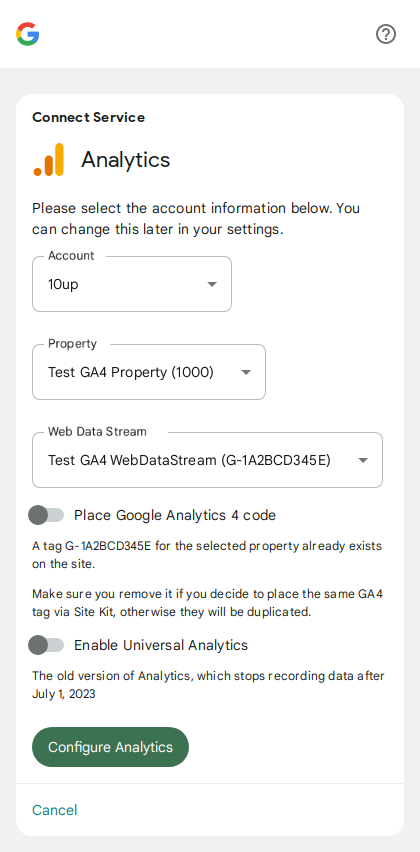 Connect Service
Analytics
Please select the account information below. You
can change this later in your settings.
Account
10up
Property
Test GA4 Property (1000)
Web Data Stream
Test GA4 WebDataStream (G-1A2BCD345E)
Place Google Analytics 4 code
A tag G-1A2BCD345E for the selected property already exists
on the site.
Make sure you remove it if you decide to place the same GA4
tag via Site Kit, otherwise they will be duplicated.
Enable Universal Analytics
The old version of Analytics, which stops recording data after
July 1, 2023
Configure Analytics
Cancel